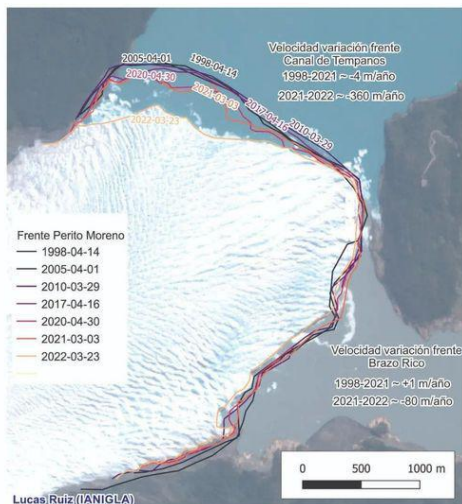 2005-04-01
1998-04-14
Velocidad variación frente
Canal de Tempanos
1998-2021 ~ -4 m/año
2021-2022 ~ -360 m/año
2020-04-30
2021-03-03
2017-04-16
2010-03-29
2022-03-23
Frente Perito Moreno
1998-04-14
2005-04-01
2010-03-29
2017-04-16
2020-04-30
2021-03-03
2022-03-23
Velocidad variación frente
Brazo Rico
1998-2021 ~ +1 m/año
2021-2022 ~ -80 m/año
0 500 1000 m
Lucas Ruiz (IANIGLA)